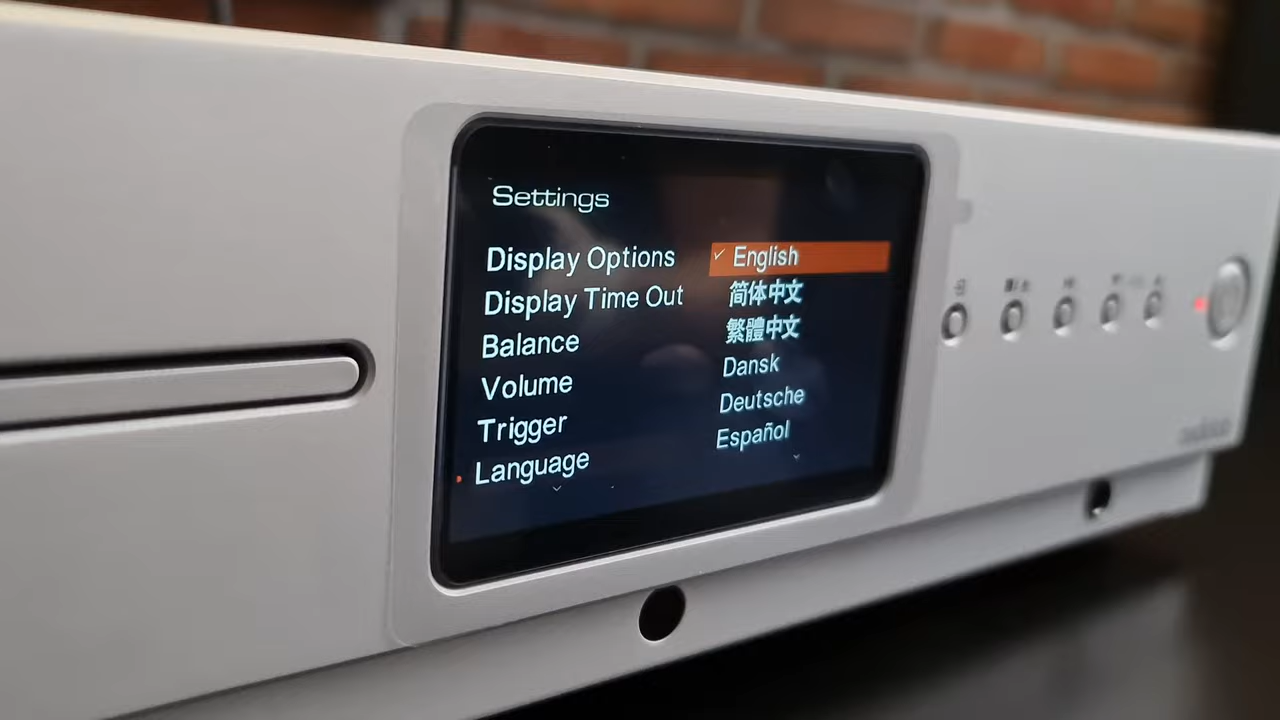 Settings
Display Options
Display Time Out
Balance
Volume
Trigger
Language
✓ English
简体中文
繁體中文
Dansk
Deutsche
Español